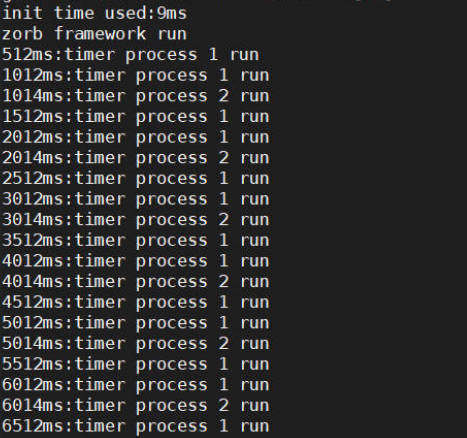 init time used:9ms
zorb framework run
512ms:timer process 1 run
1012ms:timer process 1 run
1014ms:timer process 2 run
1512ms:timer process 1 run
2012ms:timer process 1 run
2014ms:timer process 2 run
2512ms:timer process 1 run
3012ms:timer process 1 run
3014ms:timer process 2 run
3512ms:timer process 1 run
4012ms:timer process 1 run
4014ms:timer process 2 run
4512ms:timer process 1 run
5012ms:timer process 1 run
5014ms:timer process 2 run
5512ms:timer process 1 run
6012ms:timer process 1 run
6014ms:timer process 2 run
6512ms:timer process 1 run